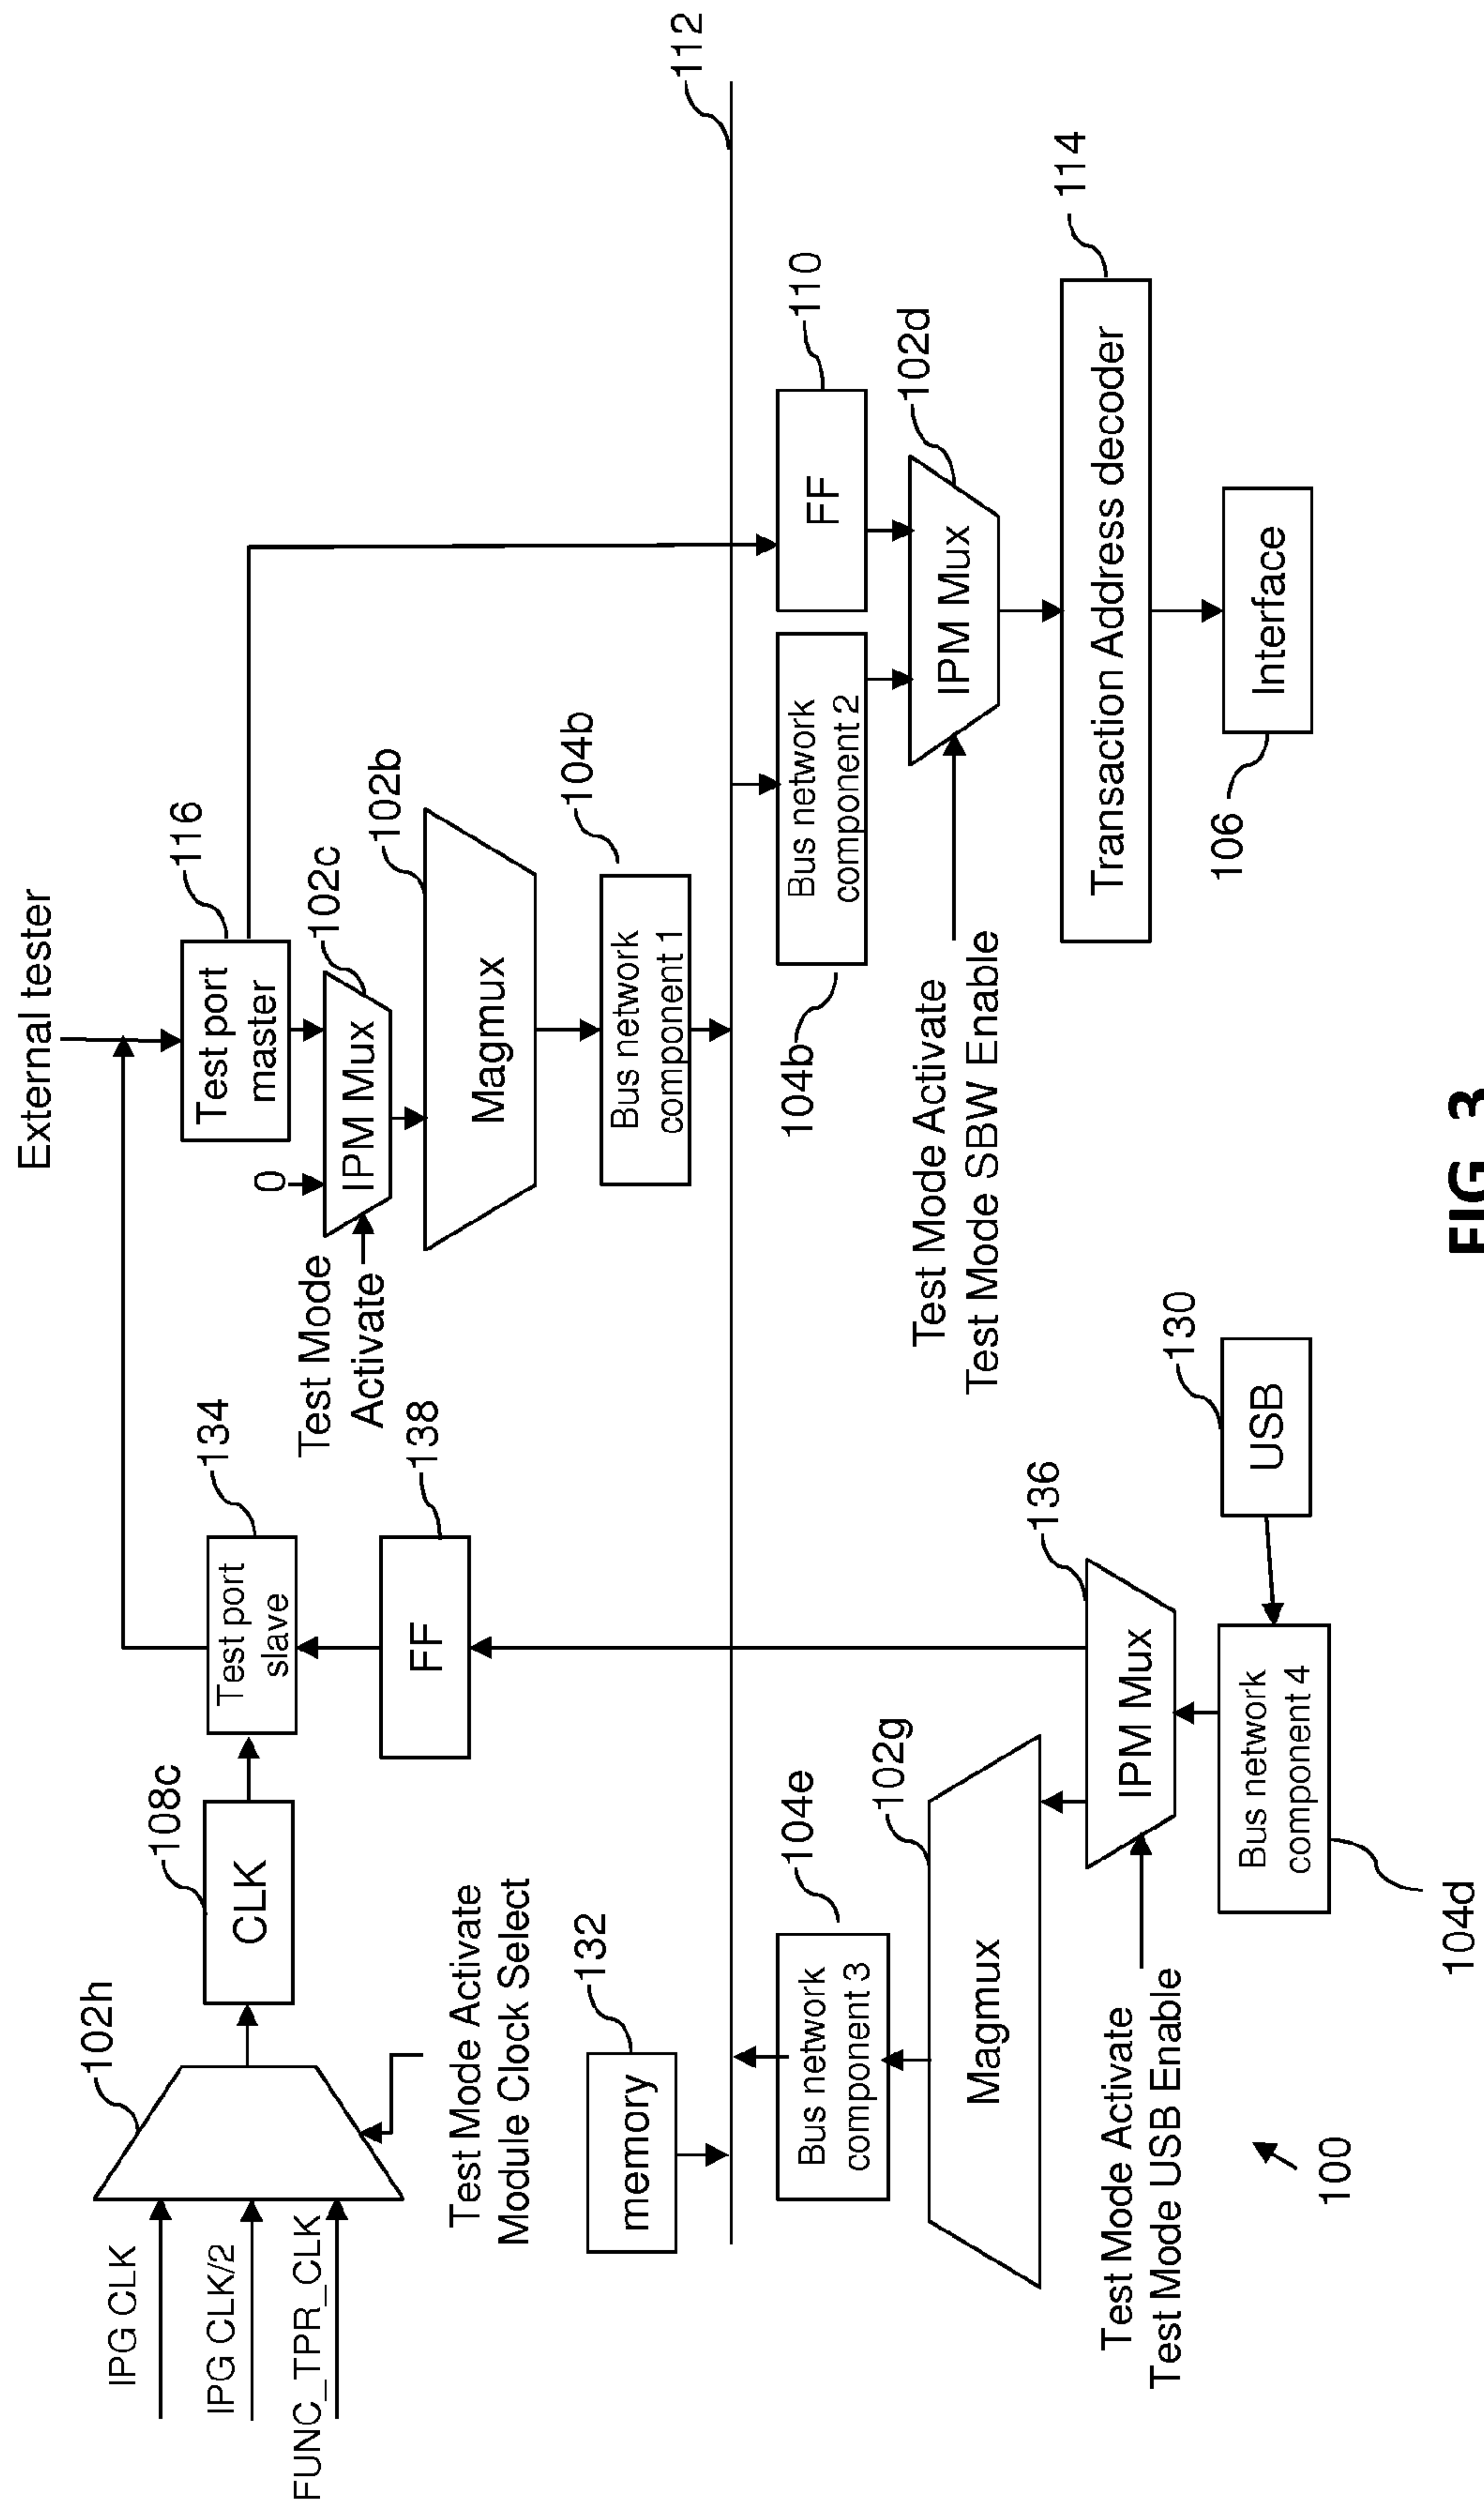 External tester
116
Test port
master
0
102c
IPM Mux
Test Mode
Activate
102b
Magmux
104b
Bus network
component 1
112
110
FF
104b
Bus network
component 2
102d
IPM Mux
Test Mode Activate
Test Mode SBW Enable
114
Transaction Address decoder
106
Interface
IPG CLK
IPG CLK/2
FUNC_TPR_CLK
102h
Test Mode Activate
Module Clock Select
108c
CLK
134
Test port
slave
138
FF
132
memory
104e
Bus network
component 3
102g
Magmux
136
IPM Mux
Test Mode Activate
Test Mode USB Enable
130
USB
Bus network
component 4
104d
100
FIG. 3